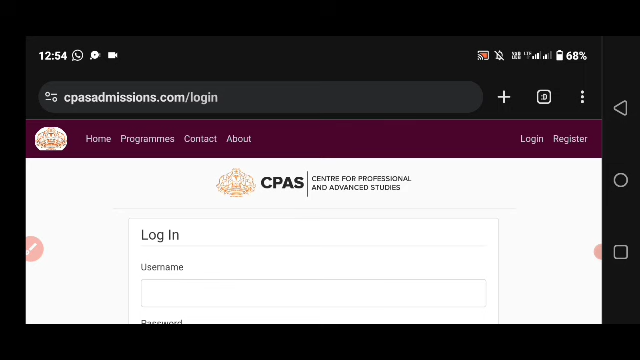 12:54 68%
cpasadmissions.com/login
Home Programmes Contact About Login Register
CPAS CENTRE FOR PROFESSIONAL
AND ADVANCED STUDIES
Log In
Username
Password